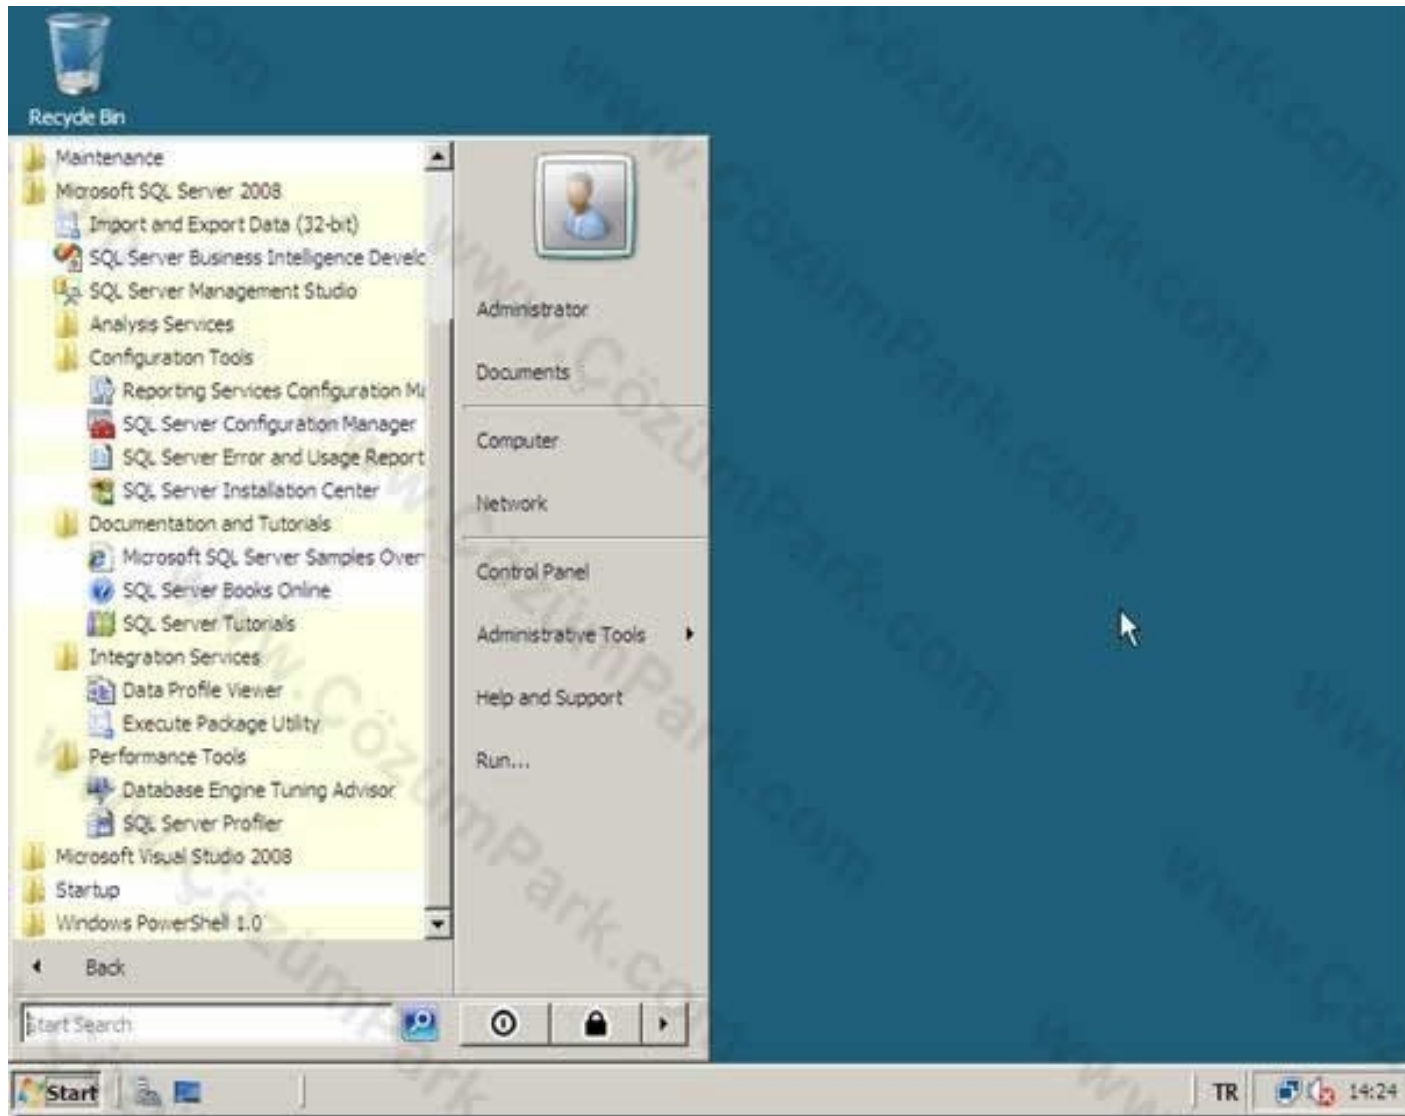 Recycle Bin
Maintenance
Microsoft SQL Server 2008
Import and Export Data (32-bit)
SQL Server Business Intelligence Develc
SQL Server Management Studio
Analysis Services
Configuration Tools
Reporting Services Configuration Ma
SQL Server Configuration Manager
SQL Server Error and Usage Report
SQL Server Installation Center
Documentation and Tutorials
Microsoft SQL Server Samples Over
SQL Server Books Online
SQL Server Tutorials
Integration Services
Data Profile Viewer
Execute Package Utility
Performance Tools
Database Engine Tuning Advisor
SQL Server Profiler
Microsoft Visual Studio 2008
Startup
Windows PowerShell 1.0
Back
Start Search
Administrator
Documents
Computer
Network
Control Panel
Administrative Tools
Help and Support
Run...
Start
TR
14:24
www.ÇözümPark.com